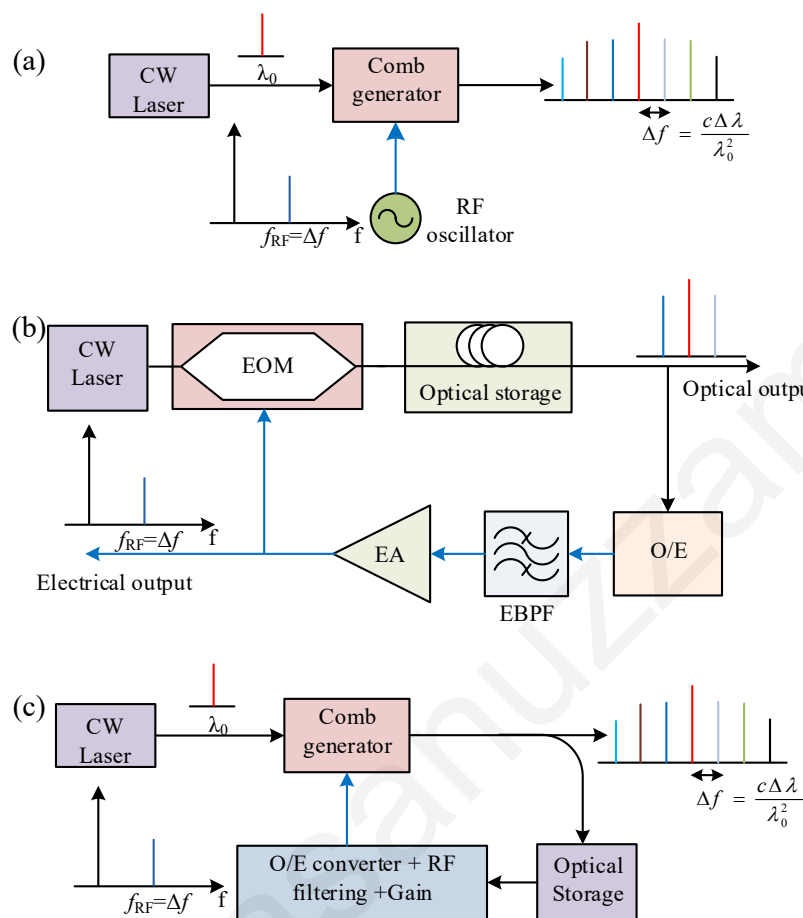 (a)
CW
Laser
λ0
Comb
generator
Δf = cΔλ/λ0²
fRF=Δf f
RF
oscillator
(b)
CW
Laser
EOM
Optical storage
Optical outpu
fRF=Δf f
Electrical output
EA
EBPF
O/E
(c)
CW
Laser
λ0
Comb
generator
Δf = cΔλ/λ0²
fRF=Δf f
O/E converter + RF
filtering +Gain
Optical
Storage
asanuzzam